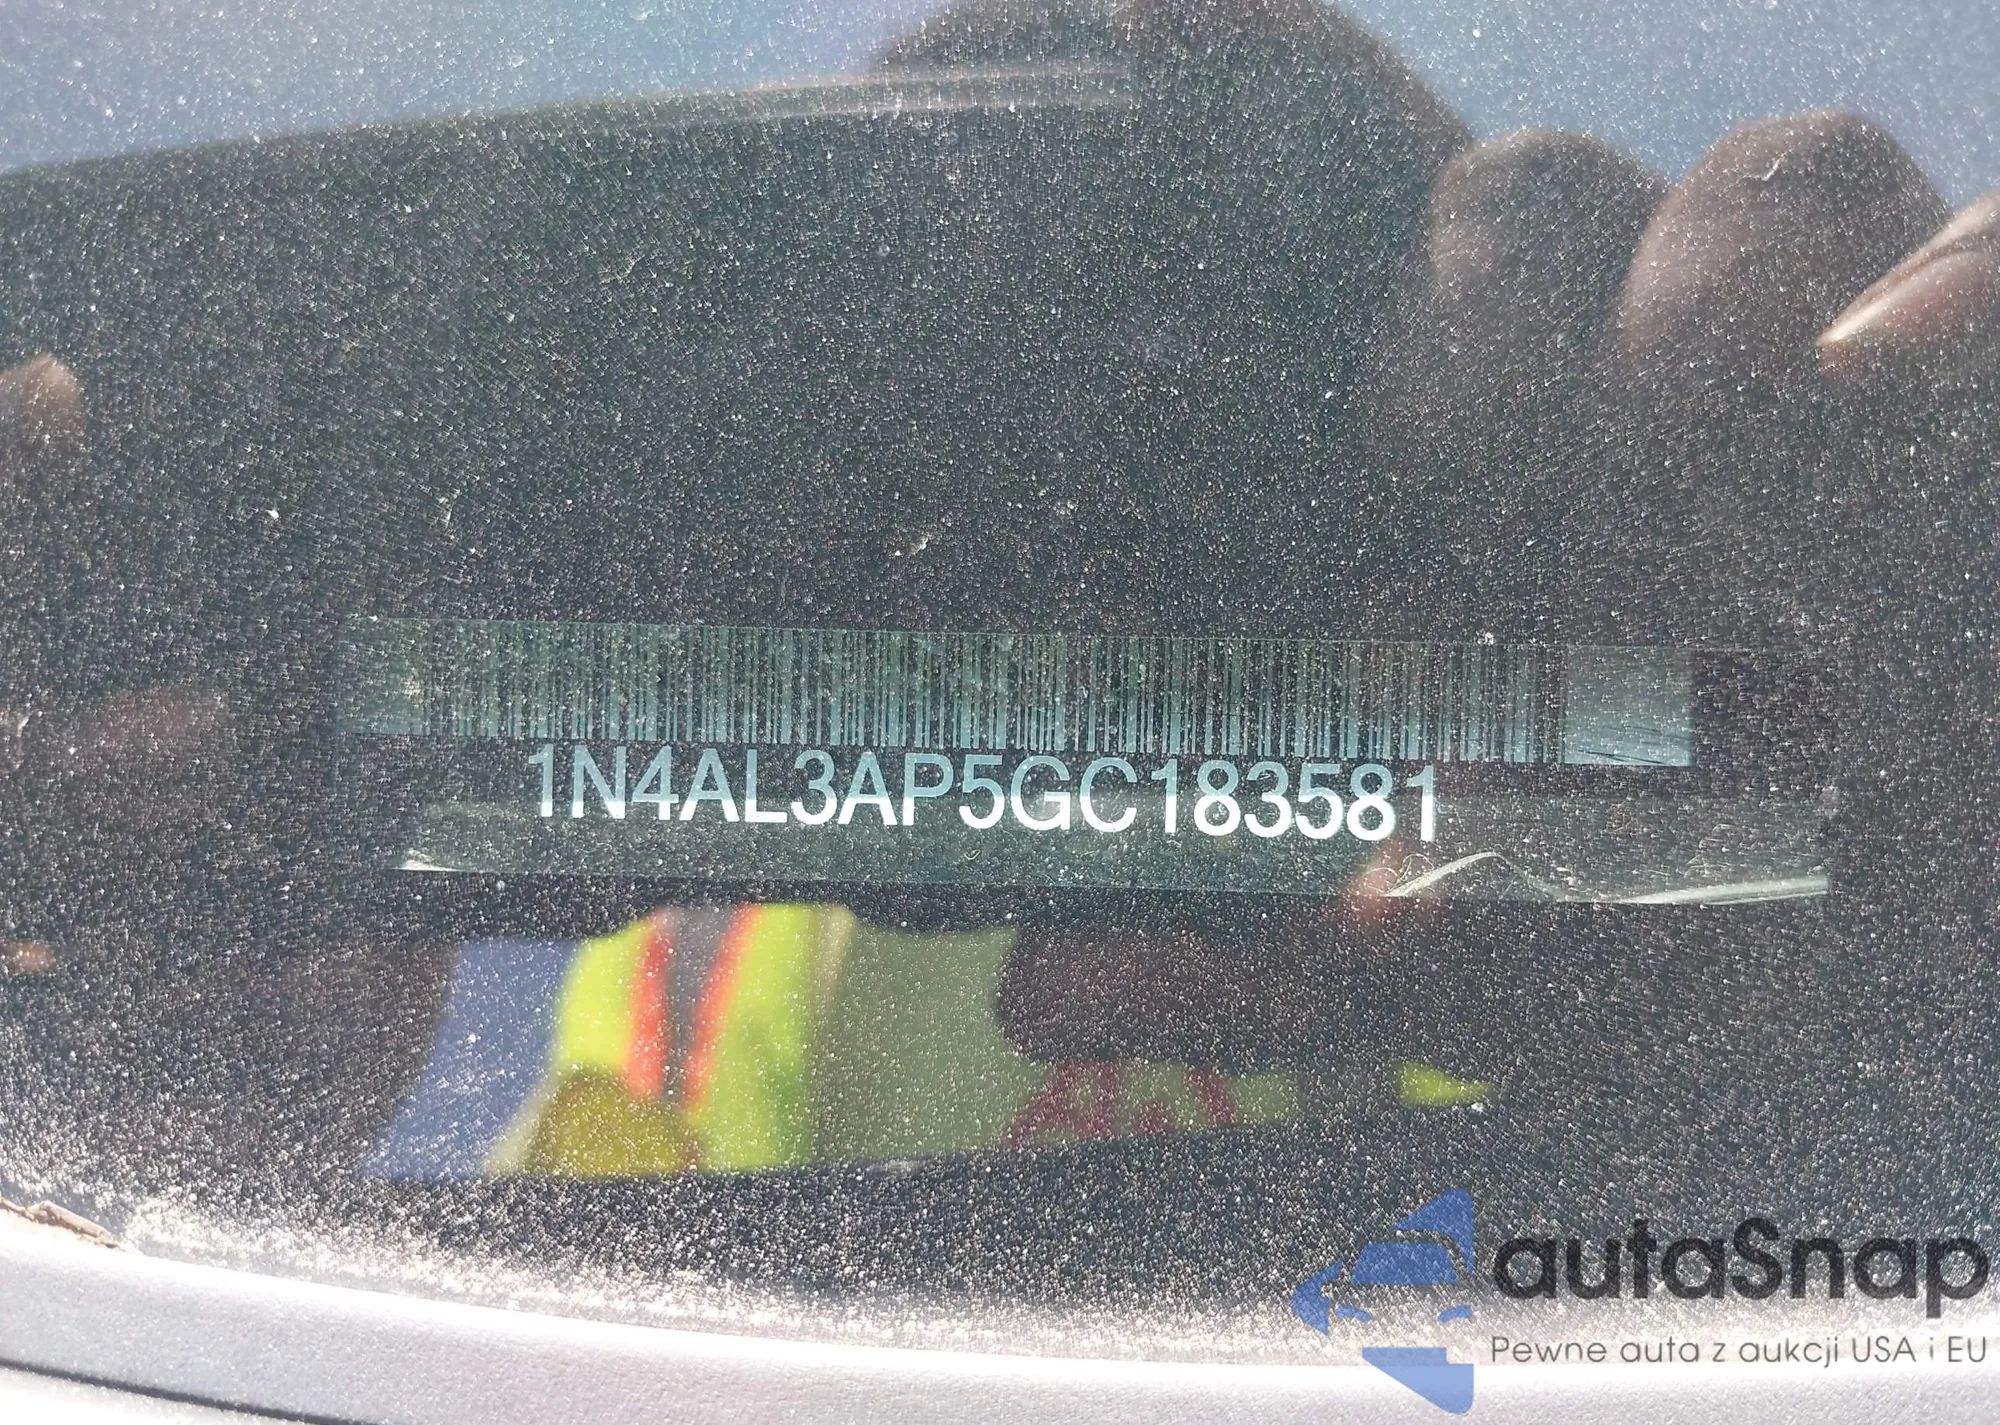 1N4AL3AP5GC183581
autaSnap
Pewne auta z aukcji USA i EU